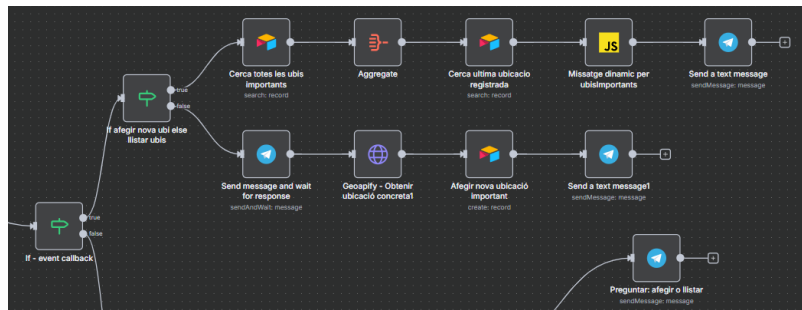 Cerca totes les ubis
importants
search: record
Aggregate
Cerca ultima ubicacio
registrada
search: record
JS
Missatge dinamic per
ubisImportants
Send a text message
sendMessage: message
true
false
If afegir nova ubi else
llistar ubis
Send message and wait
for response
sendAndWait: message
Geoapify - Obtenir
ubicació concreta1
Afegir nova ubicació
important
create: record
Send a text message1
sendMessage: message
true
false
If - event callback
Preguntar: afegir o llistar
sendMessage: message